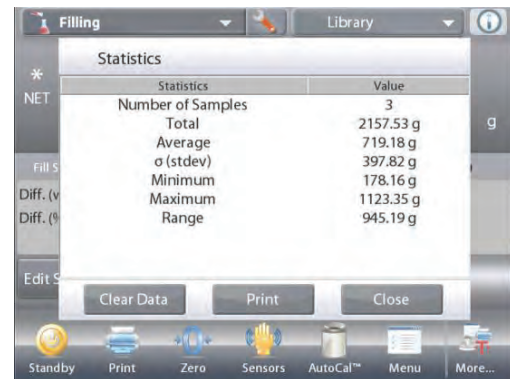 Filling
Library
Statistics
*
NET
g
Statistics Value
Number of Samples 3
Total 2157.53 g
Average 719.18 g
σ (stdev) 397.82 g
Minimum 178.16 g
Maximum 1123.35 g
Range 945.19 g
Fill S
Diff. (w
Diff. (%
Edit S
Clear Data Print Close
Standby Print Zero Sensors AutoCal™ Menu More...